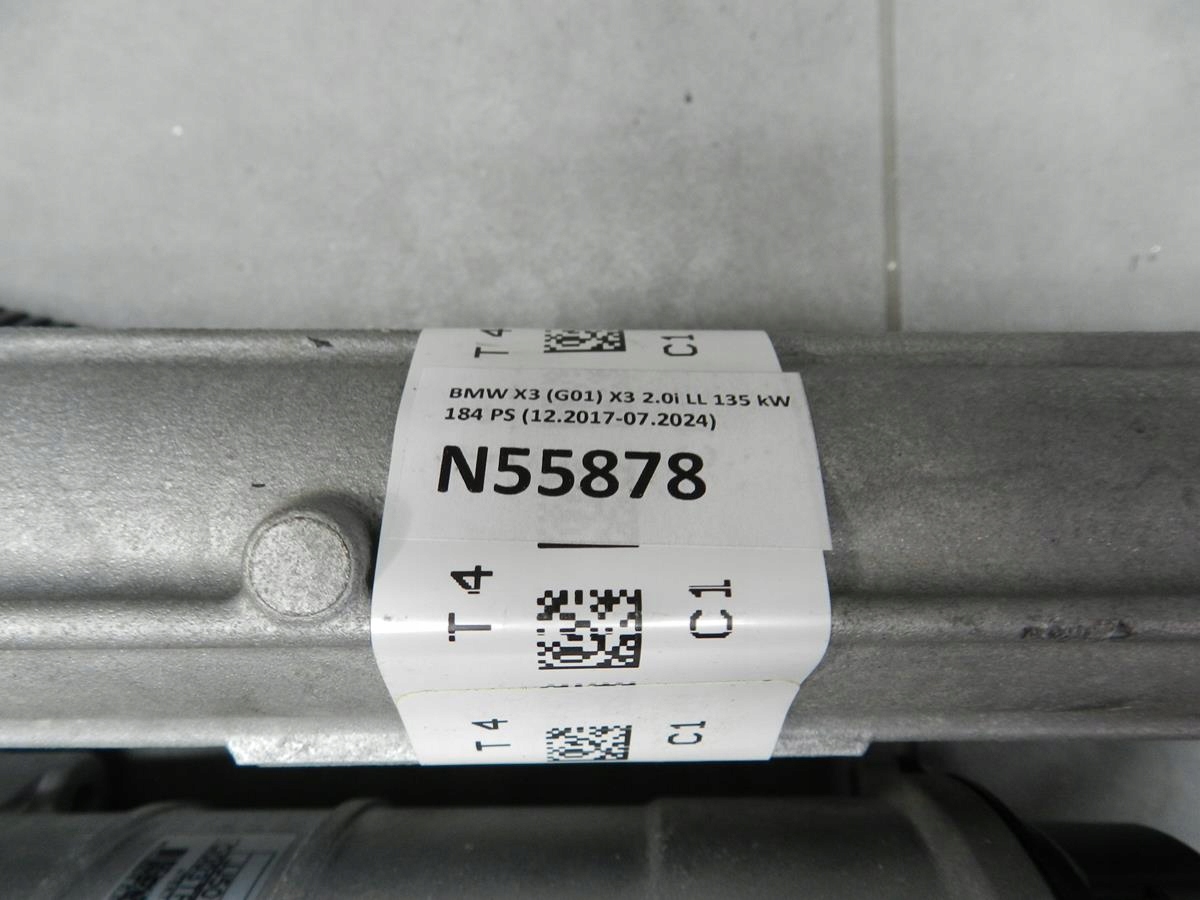 T 4 C1
BMW X3 (G01) X3 2.0i LL 135 kW
184 PS (12.2017-07.2024)
N55878
T 4 C1
T 4 C1